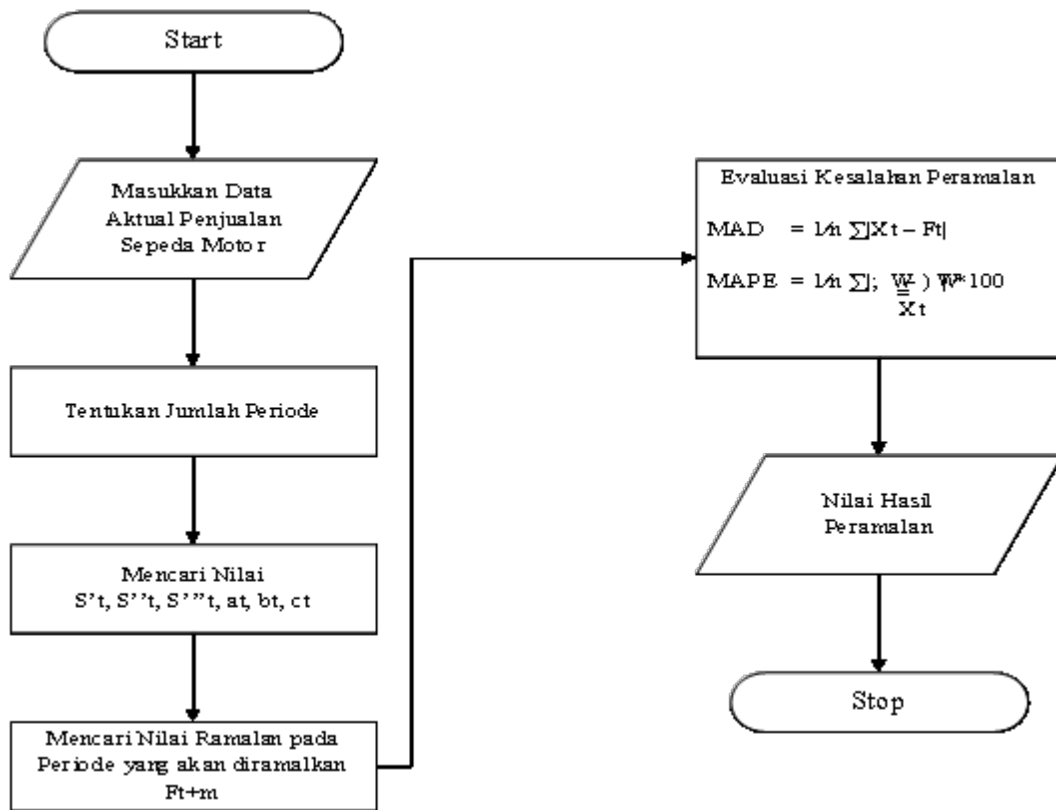 Start
Masukkan Data
Aktual Penjualan
Sepeda Motor
Tentukan Jumlah Periode
Mencari Nilai
S't, S''t, S'''t, at, bt, ct
Mencari Nilai Ramalan pada
Periode yang akan diramalkan
Ft+m
Evaluasi Kesalahan Peramalan
MAD = 1/n ∑|Xt – Ft|
MAPE = 1/n ∑|; *100
Xt
Nilai Hasil
Peramalan
Stop